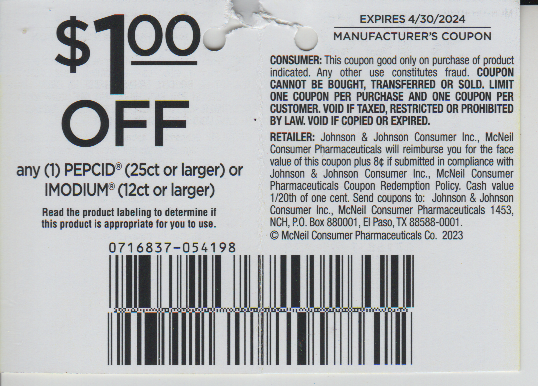 $1.00
OFF
any (1) PEPCID® (25ct or larger) or
IMODIUM® (12ct or larger)
Read the product labeling to determine if
this product is appropriate for you to use.
EXPIRES 4/30/2024
MANUFACTURER'S COUPON
CONSUMER: This coupon good only on purchase of product
indicated. Any other use constitutes fraud. COUPON
CANNOT BE BOUGHT, TRANSFERRED OR SOLD. LIMIT
ONE COUPON PER PURCHASE AND ONE COUPON PER
CUSTOMER. VOID IF TAXED, RESTRICTED OR PROHIBITED
BY LAW. VOID IF COPIED OR EXPIRED.
RETAILER: Johnson & Johnson Consumer Inc., McNeil
Consumer Pharmaceuticals will reimburse you for the face
value of this coupon plus 8¢ if submitted in compliance with
Johnson & Johnson Consumer Inc., McNeil Consumer
Pharmaceuticals Coupon Redemption Policy. Cash value
1/20th of one cent. Send coupons to: Johnson & Johnson
Consumer Inc., McNeil Consumer Pharmaceuticals 1453,
NCH, P.O. Box 880001, El Paso, TX 88588-0001.
© McNeil Consumer Pharmaceuticals Co. 2023
0716837-054198